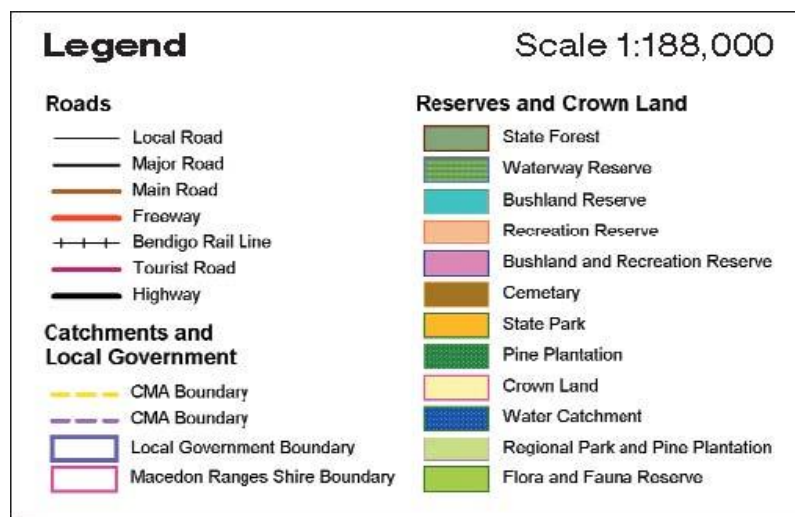 Legend
Scale 1:188,000
Roads
Local Road
Major Road
Main Road
Freeway
Bendigo Rail Line
Tourist Road
Highway
Catchments and
Local Government
CMA Boundary
CMA Boundary
Local Government Boundary
Macedon Ranges Shire Boundary
Reserves and Crown Land
State Forest
Waterway Reserve
Bushland Reserve
Recreation Reserve
Bushland and Recreation Reserve
Cemetary
State Park
Pine Plantation
Crown Land
Water Catchment
Regional Park and Pine Plantation
Flora and Fauna Reserve